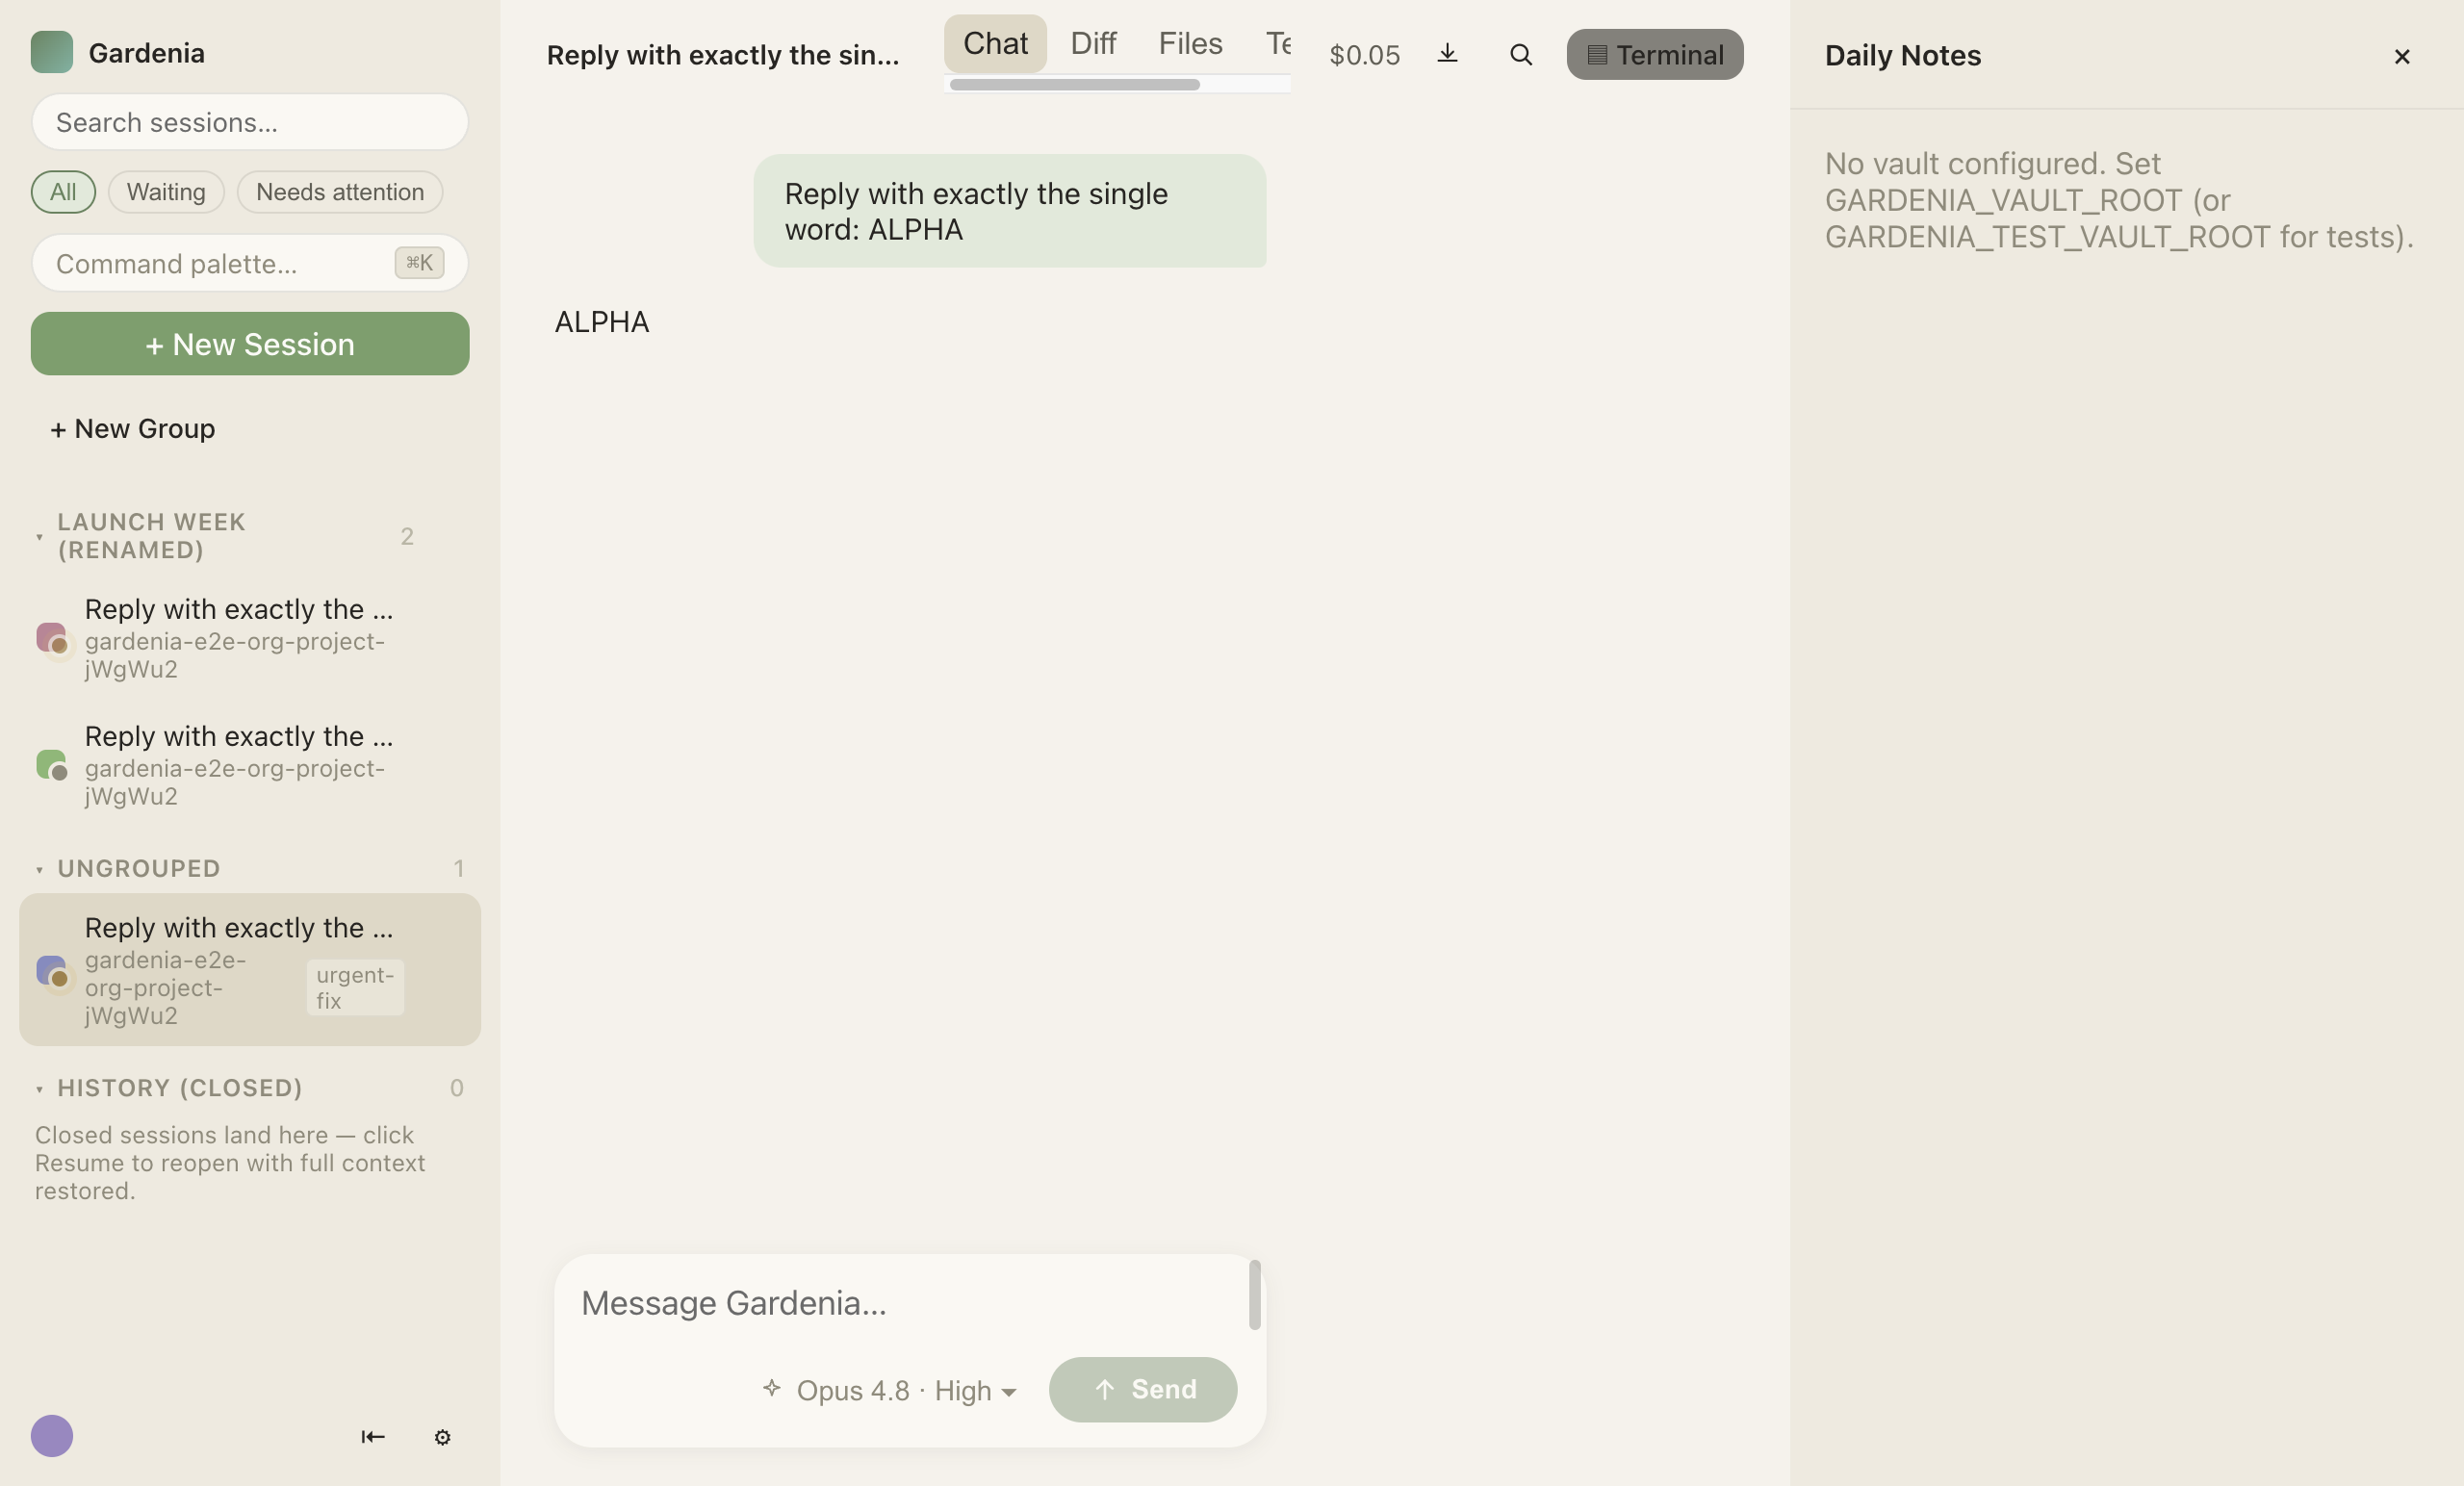 Gardenia
Search sessions...
All
Waiting
Needs attention
Command palette...
⌘K
+ New Session
+ New Group
LAUNCH WEEK
(RENAMED)
2
Reply with exactly the ...
gardenia-e2e-org-project-
jWgWu2
Reply with exactly the ...
gardenia-e2e-org-project-
jWgWu2
UNGROUPED
1
Reply with exactly the ...
gardenia-e2e-
org-project-
jWgWu2
urgent-
fix
HISTORY (CLOSED)
0
Closed sessions land here — click
Resume to reopen with full context
restored.
Reply with exactly the sin...
Chat
Diff
Files
Te
$0.05
Terminal
Reply with exactly the single
word: ALPHA
ALPHA
Message Gardenia...
Opus 4.8 · High
Send
Daily Notes
No vault configured. Set
GARDENIA_VAULT_ROOT (or
GARDENIA_TEST_VAULT_ROOT for tests).